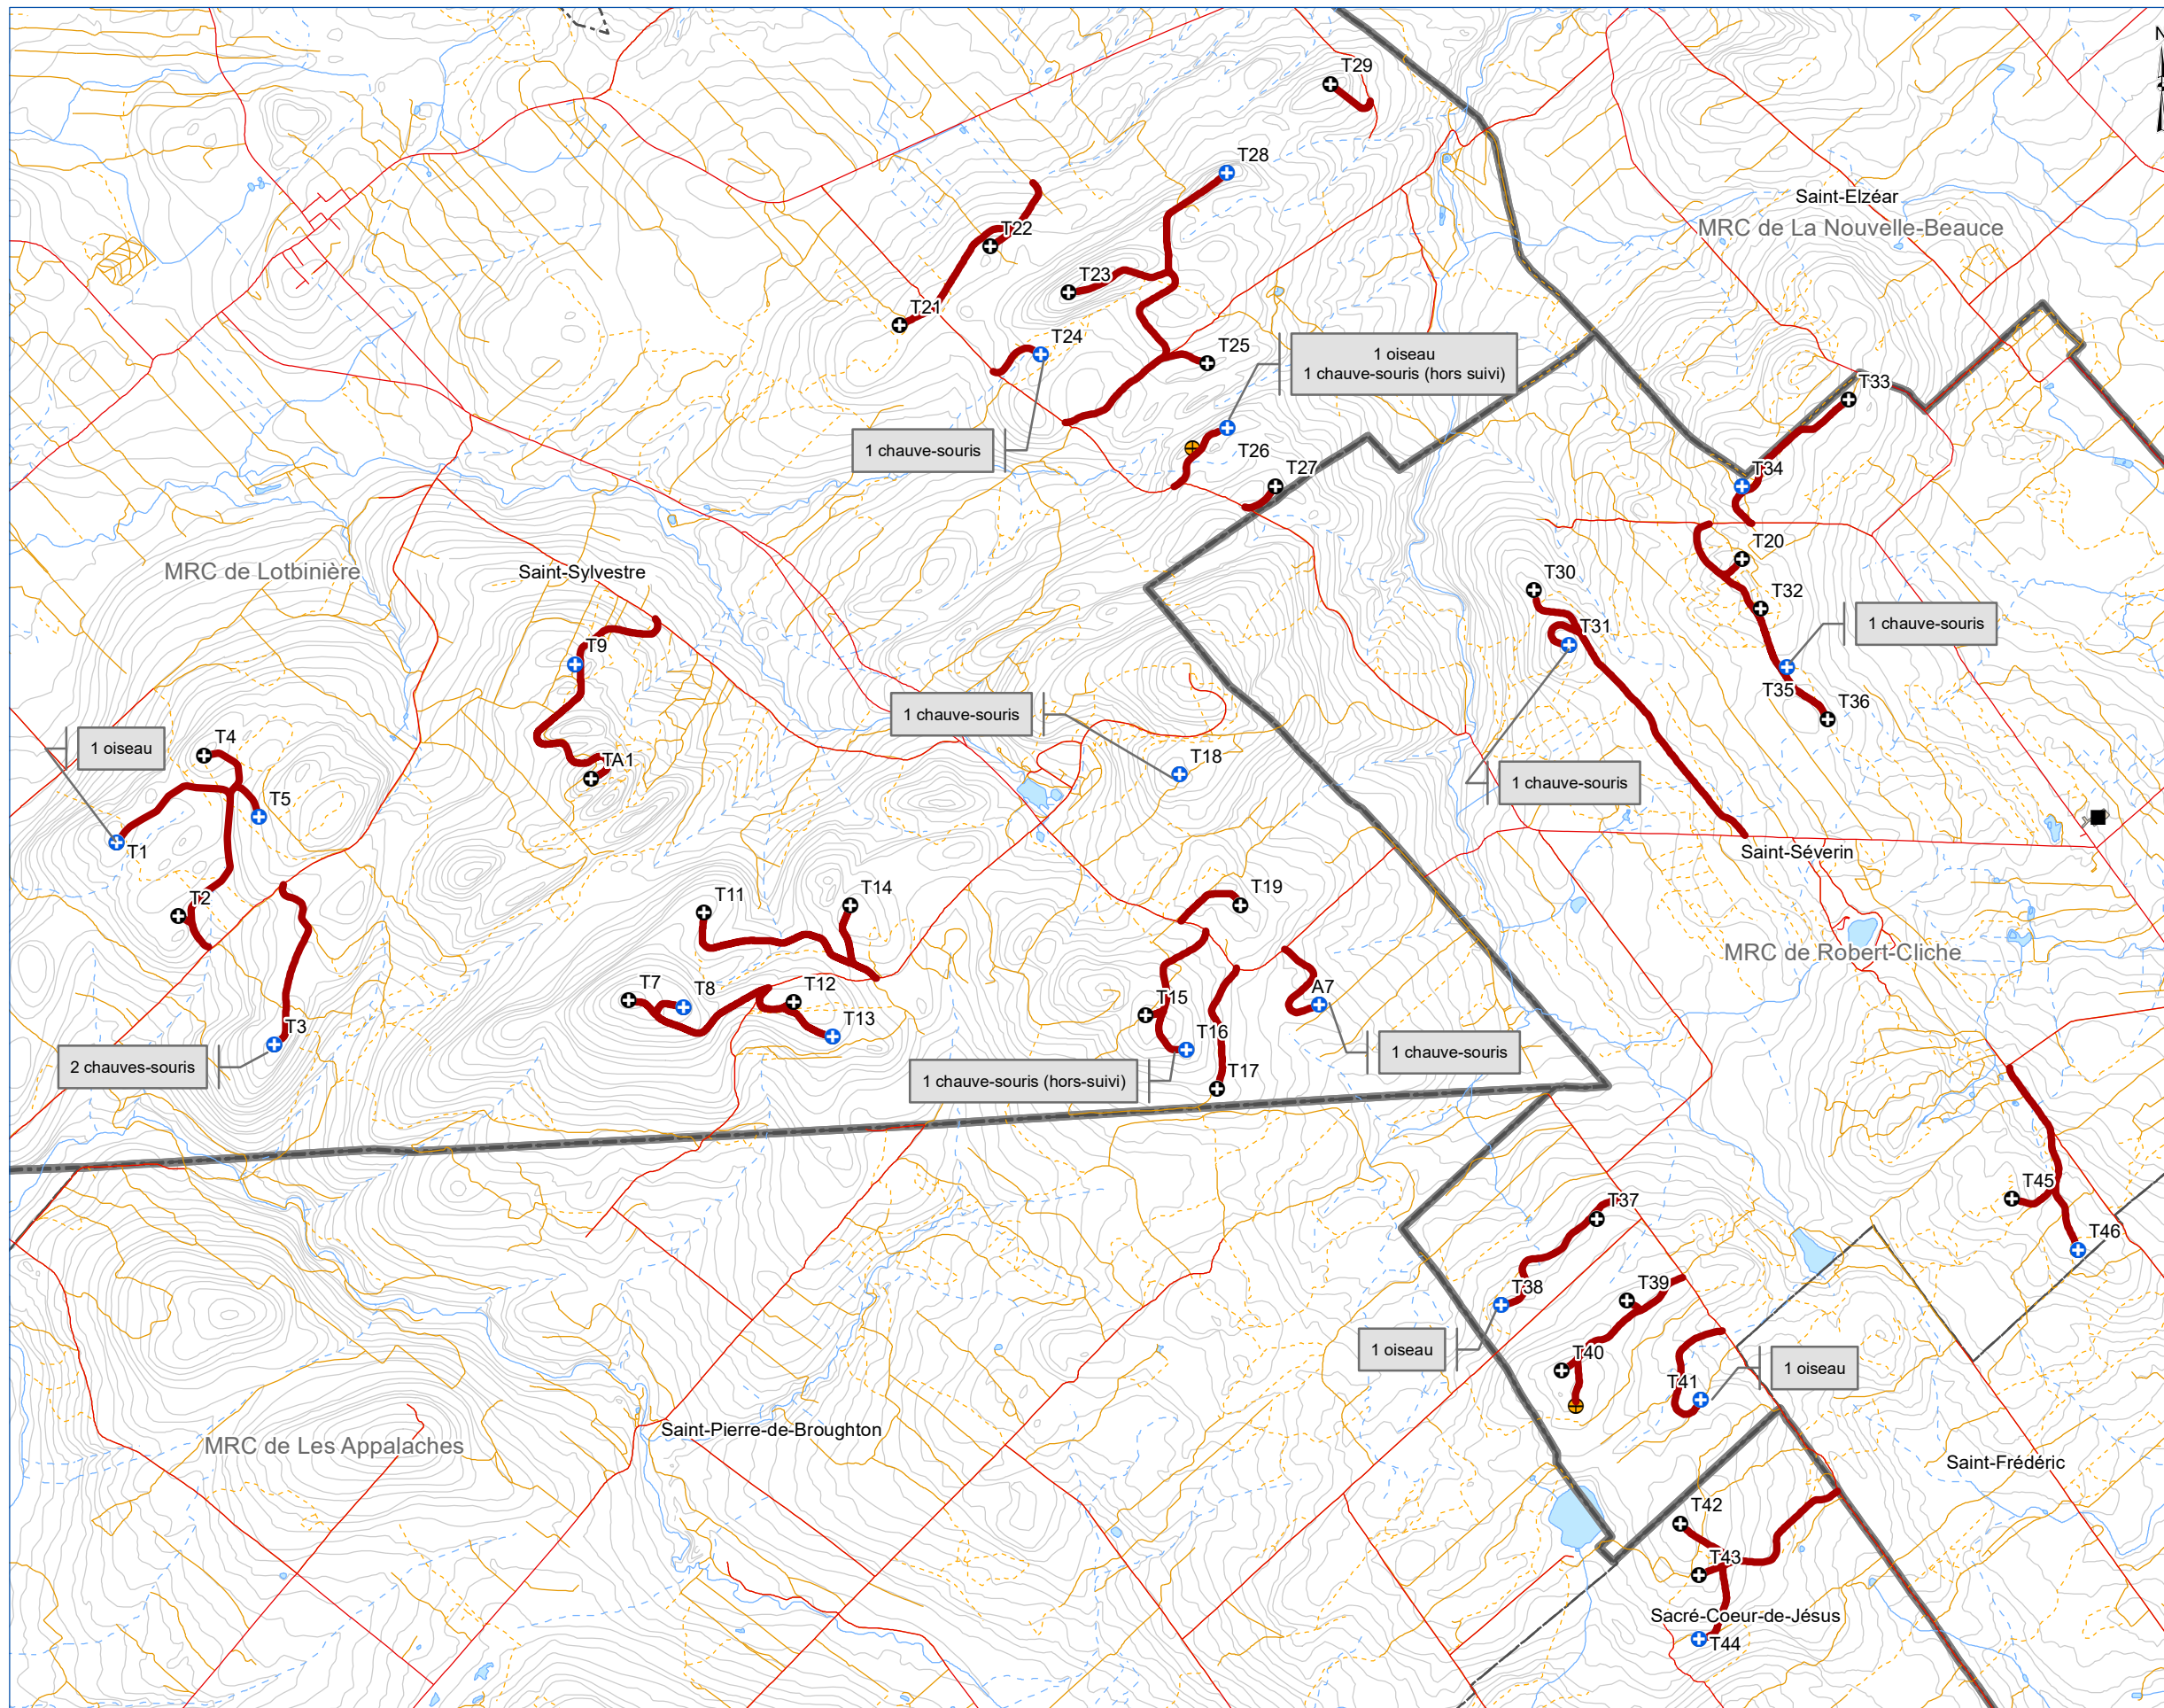 N
T29
T28
Saint-Elzéar
MRC de La Nouvelle-Beauce
T22
T23
T21
T24
T25
1 oiseau
1 chauve-souris (hors suivi)
T33
1 chauve-souris
T26
T27
T34
T20
MRC de Lotbinière
Saint-Sylvestre
T30
T32
T31
1 chauve-souris
T9
T35
T36
1 chauve-souris
1 oiseau
T4
TA1
T18
1 chauve-souris
T5
T1
Saint-Séverin
T2
T11
T14
T19
MRC de Robert-Cliche
T7
T8
T12
T15
A7
T13
T3
T16
1 chauve-souris
2 chauves-souris
1 chauve-souris (hors-suivi)
T17
T45
T37
T46
T38
T39
1 oiseau
T40
1 oiseau
T41
Saint-Pierre-de-Broughton
MRC de Les Appalaches
Saint-Frédéric
T42
T43
Sacré-Coeur-de-Jésus
T44